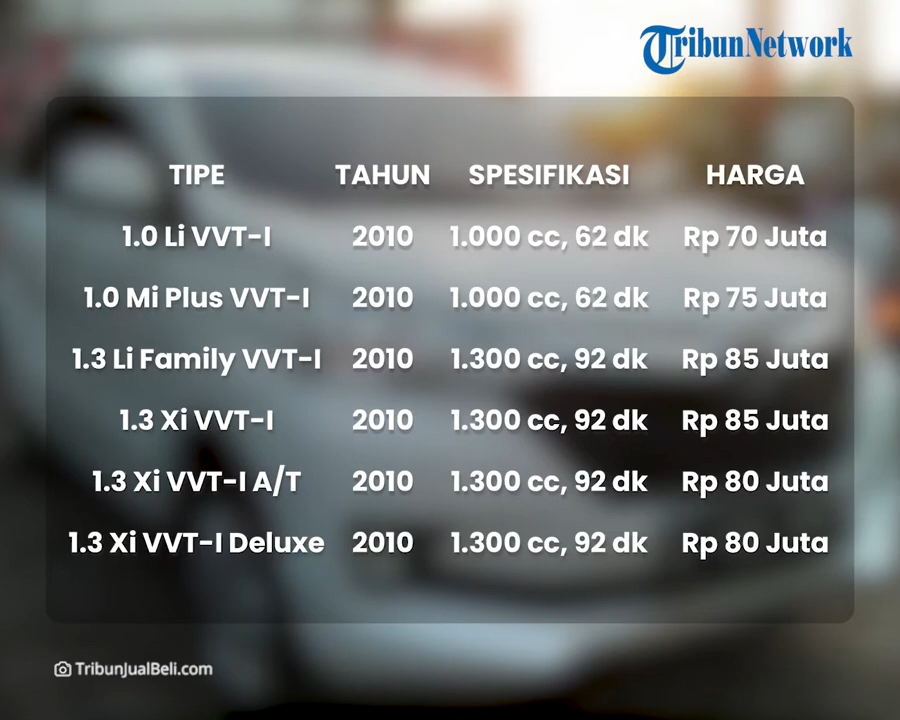 TribunNetwork
TIPE TAHUN SPESIFIKASI HARGA
1.0 Li VVT-I 2010 1.000 cc, 62 dk Rp 70 Juta
1.0 Mi Plus VVT-I 2010 1.000 cc, 62 dk Rp 75 Juta
1.3 Li Family VVT-I 2010 1.300 cc, 92 dk Rp 85 Juta
1.3 Xi VVT-I 2010 1.300 cc, 92 dk Rp 85 Juta
1.3 Xi VVT-I A/T 2010 1.300 cc, 92 dk Rp 80 Juta
1.3 Xi VVT-I Deluxe 2010 1.300 cc, 92 dk Rp 80 Juta
TribunJualBeli.com